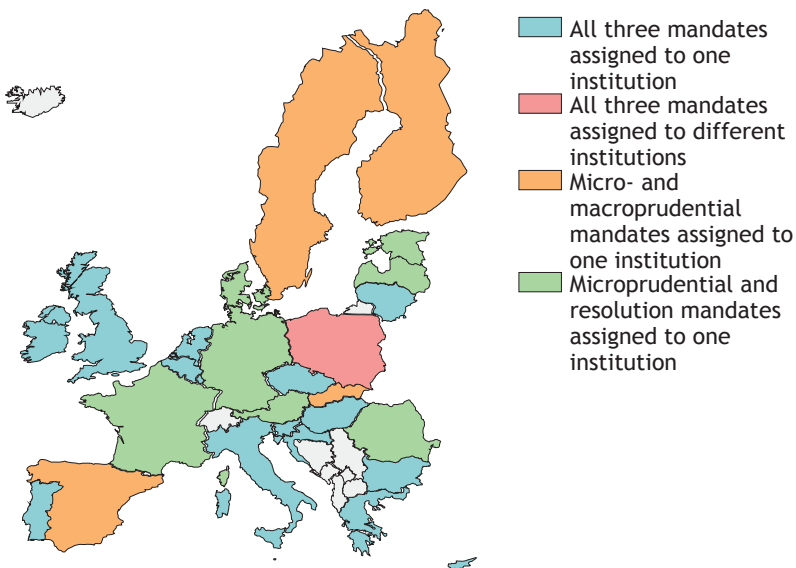 All three mandates
assigned to one
institution
All three mandates
assigned to different
institutions
Micro- and
macroprudential
mandates assigned to
one institution
Microprudential and
resolution mandates
assigned to one
institution